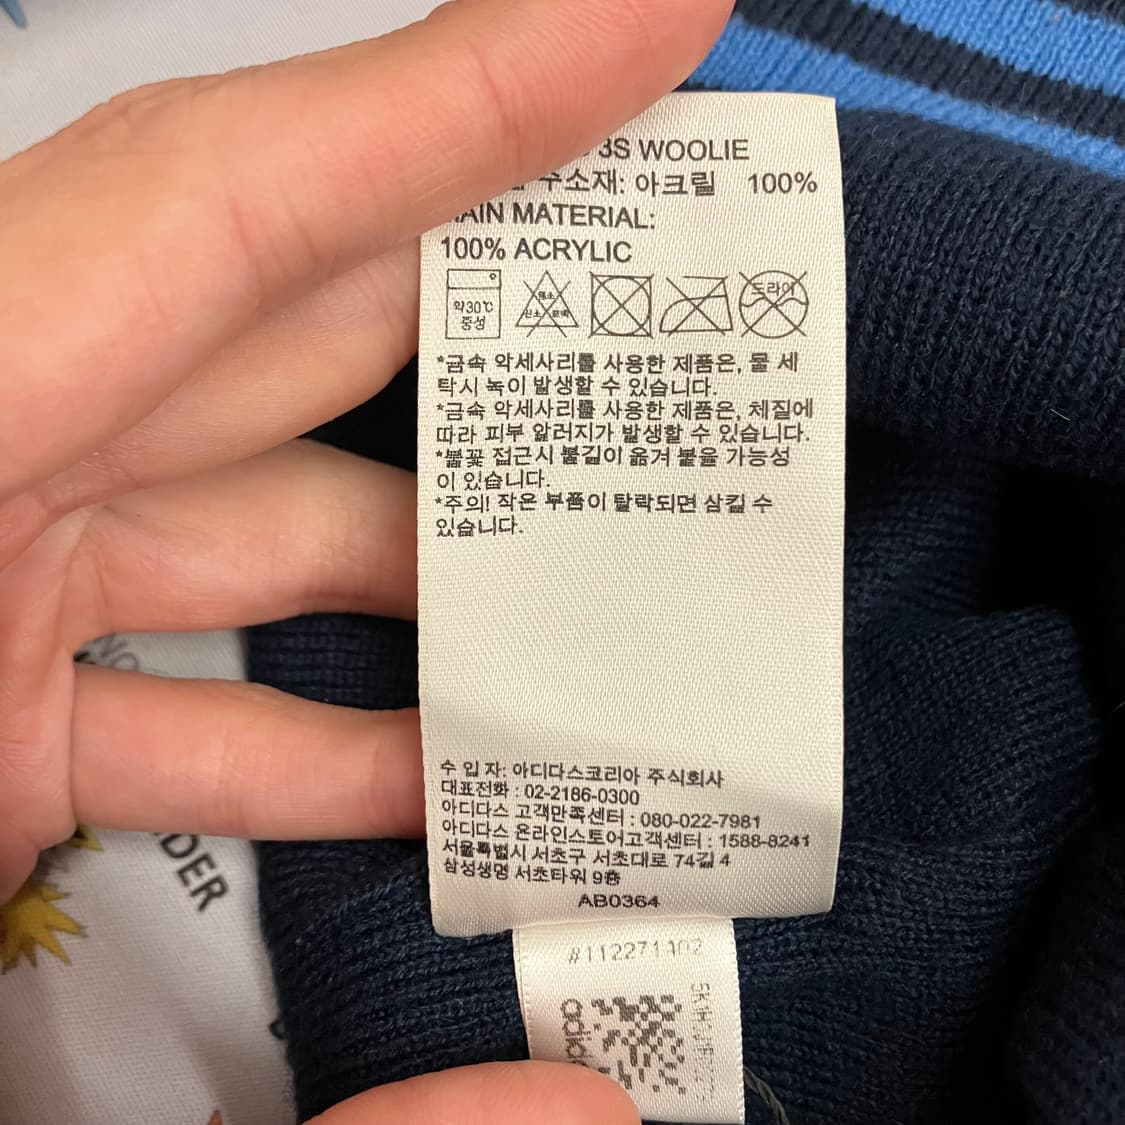 3S WOOLIE
수소재: 아크릴 100%
MAIN MATERIAL:
100% ACRYLIC
약30℃
중성
드라이
*금속 악세사리를 사용한 제품은, 물 세
탁시 녹이 발생할 수 있습니다.
*금속 악세사리를 사용한 제품은, 체질에
따라 피부 알러지가 발생할 수 있습니다.
*불꽃 접근시 불길이 옮겨 붙을 가능성
이 있습니다.
*주의! 작은 부품이 탈락되면 삼킬 수
있습니다.
수 입 자: 아디다스코리아 주식회사
대표전화 : 02-2186-0300
아디다스 고객만족센터 : 080-022-7981
아디다스 온라인스토어고객센터 : 1588-8241
서울특별시 서초구 서초대로 74길 4
삼성생명 서초타워 9층
AB0364
#112271102
DER